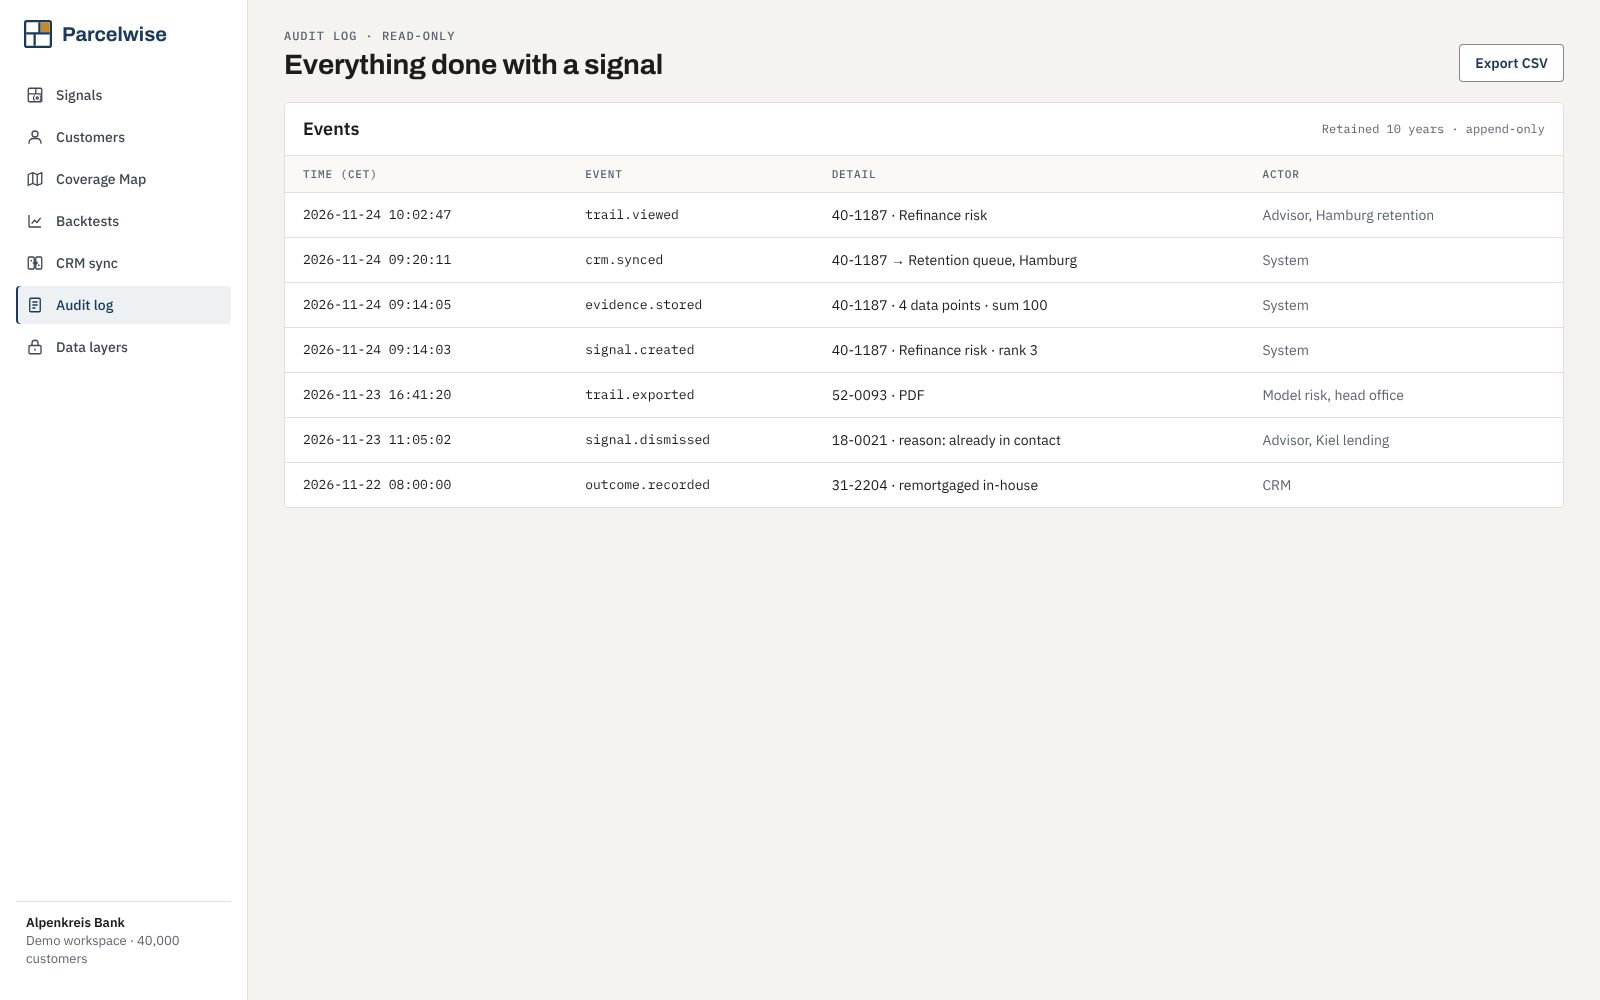 Parcelwise
Signals
Customers
Coverage Map
Backtests
CRM sync
Audit log
Data layers
Alpenkreis Bank
Demo workspace · 40,000
customers
AUDIT LOG · READ-ONLY
Everything done with a signal
Export CSV
Events
Retained 10 years · append-only
TIME (CET) EVENT DETAIL ACTOR
2026-11-24 10:02:47 trail.viewed 40-1187 · Refinance risk Advisor, Hamburg retention
2026-11-24 09:20:11 crm.synced 40-1187 → Retention queue, Hamburg System
2026-11-24 09:14:05 evidence.stored 40-1187 · 4 data points · sum 100 System
2026-11-24 09:14:03 signal.created 40-1187 · Refinance risk · rank 3 System
2026-11-23 16:41:20 trail.exported 52-0093 · PDF Model risk, head office
2026-11-23 11:05:02 signal.dismissed 18-0021 · reason: already in contact Advisor, Kiel lending
2026-11-22 08:00:00 outcome.recorded 31-2204 · remortgaged in-house CRM